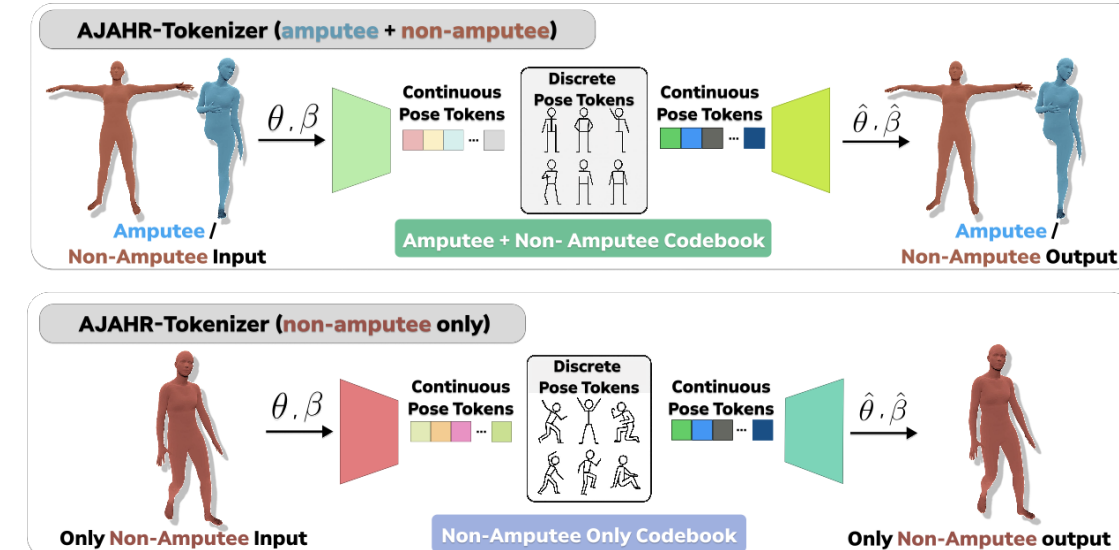 AJAHR-Tokenizer (amputee + non-amputee)
θ, β
Continuous
Pose Tokens
...
Discrete
Pose Tokens
Continuous
Pose Tokens
...
θ̂, β̂
Amputee /
Non-Amputee Input
Amputee + Non- Amputee Codebook
Amputee /
Non-Amputee Output
AJAHR-Tokenizer (non-amputee only)
θ, β
Continuous
Pose Tokens
...
Discrete
Pose Tokens
Continuous
Pose Tokens
...
θ̂, β̂
Only Non-Amputee Input
Non-Amputee Only Codebook
Only Non-Amputee output